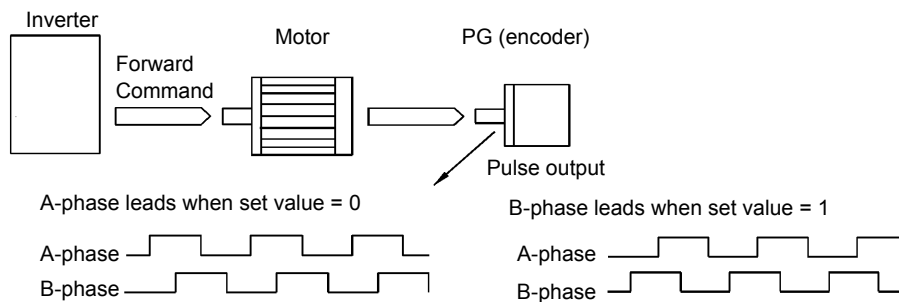 Inverter
Motor
PG (encoder)
Forward
Command
Pulse output
A-phase leads when set value = 0
B-phase leads when set value = 1
A-phase
A-phase
B-phase
B-phase